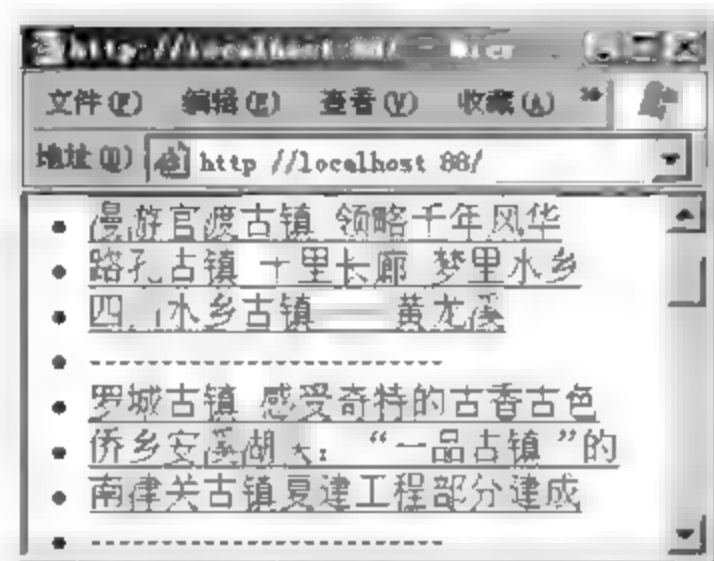 http://localhost:88/ - Micr
文件(F) 编辑(E) 查看(V) 收藏(A) »
地址(D) http://localhost:88/
漫游官渡古镇 领略千年风华
路孔古镇 十里长廊 梦里水乡
四川水乡古镇——黄龙溪
--------------------------
罗城古镇 感受奇特的古香古色
侨乡安溪湖头:“一品古镇”的
南津关古镇复建工程部分建成
--------------------------